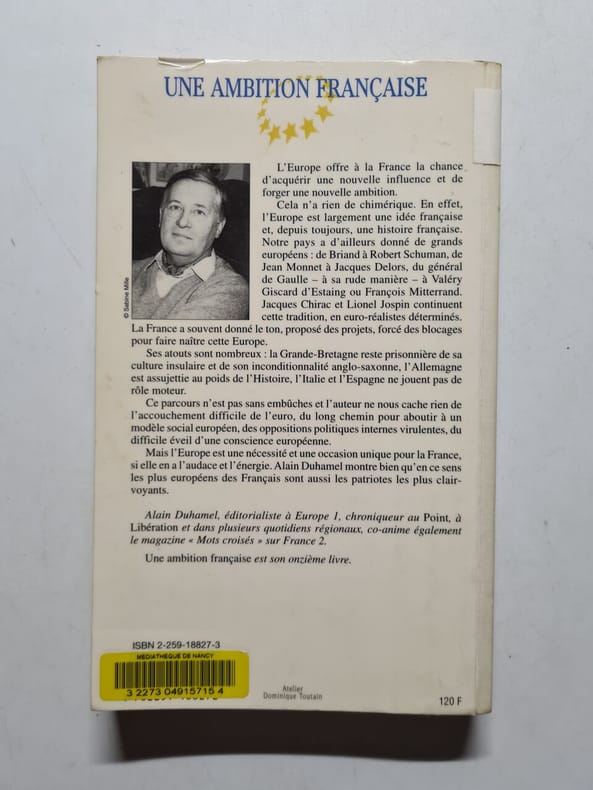 UNE AMBITION FRANÇAISE
L'Europe offre à la France la chance
d'acquérir une nouvelle influence et de
forger une nouvelle ambition.
Cela n'a rien de chimérique. En effet,
l'Europe est largement une idée française
et, depuis toujours, une histoire française.
Notre pays a d'ailleurs donné de grands
européens : de Briand à Robert Schuman, de
Jean Monnet à Jacques Delors, du général
de Gaulle – à sa rude manière – à Valéry
Giscard d'Estaing ou François Mitterrand.
Jacques Chirac et Lionel Jospin continuent
cette tradition, en euro-réalistes déterminés.
© Sabine Mille
La France a souvent donné le ton, proposé des projets, forcé des blocages
pour faire naître cette Europe.
Ses atouts sont nombreux : la Grande-Bretagne reste prisonnière de sa
culture insulaire et de son inconditionnalité anglo-saxonne, l'Allemagne
est assujettie au poids de l'Histoire, l'Italie et l'Espagne ne jouent pas de
rôle moteur.
Ce parcours n'est pas sans embûches et l'auteur ne nous cache rien de
l'accouchement difficile de l'euro, du long chemin pour aboutir à un
modèle social européen, des oppositions politiques internes virulentes, du
difficile éveil d'une conscience européenne.
Mais l'Europe est une nécessité et une occasion unique pour la France,
si elle en a l'audace et l'énergie. Alain Duhamel montre bien qu'en ce sens
les plus européens des Français sont aussi les patriotes les plus clair-
voyants.
Alain Duhamel, éditorialiste à Europe 1, chroniqueur au Point, à
Libération et dans plusieurs quotidiens régionaux, co-anime également
le magazine « Mots croisés » sur France 2.
Une ambition française est son onzième livre.
ISBN 2-259-18827-3
MEDIATHEQUE DE NANCY
3 2273 04915715 4
Atelier
Dominique Toutain
120 F